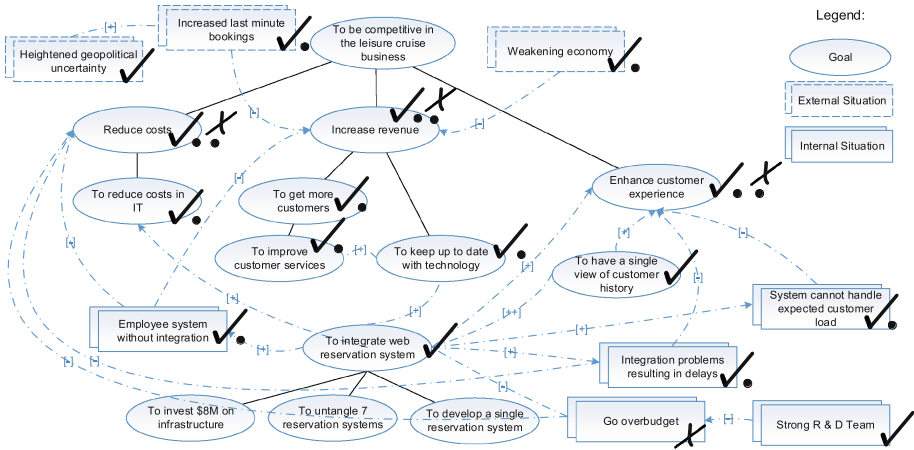 Legend:
Increased last minute
bookings
To be competitive in
the leisure cruise
business
Weakening economy
Heightened geopolitical
uncertainty
[+]
Goal
[-]
[-]
External Situation
Reduce costs
Increase revenue
Internal Situation
[-]
To reduce costs in
IT
To get more
customers
Enhance customer
experience
[-]
[+]
[-]
To improve
customer services
[+]
To keep up to date
with technology
[+]
To have a single
view of customer
history
[-]
[+]
[++]
System cannot handle
expected customer
load
Employee system
without integration
[+]
[+]
[+]
To integrate web
reservation system
[+]
Integration problems
resulting in delays
[-]
[-]
[-]
To invest $8M on
infrastructure
To untangle 7
reservation systems
To develop a single
reservation system
Go overbudget
[-]
Strong R & D Team